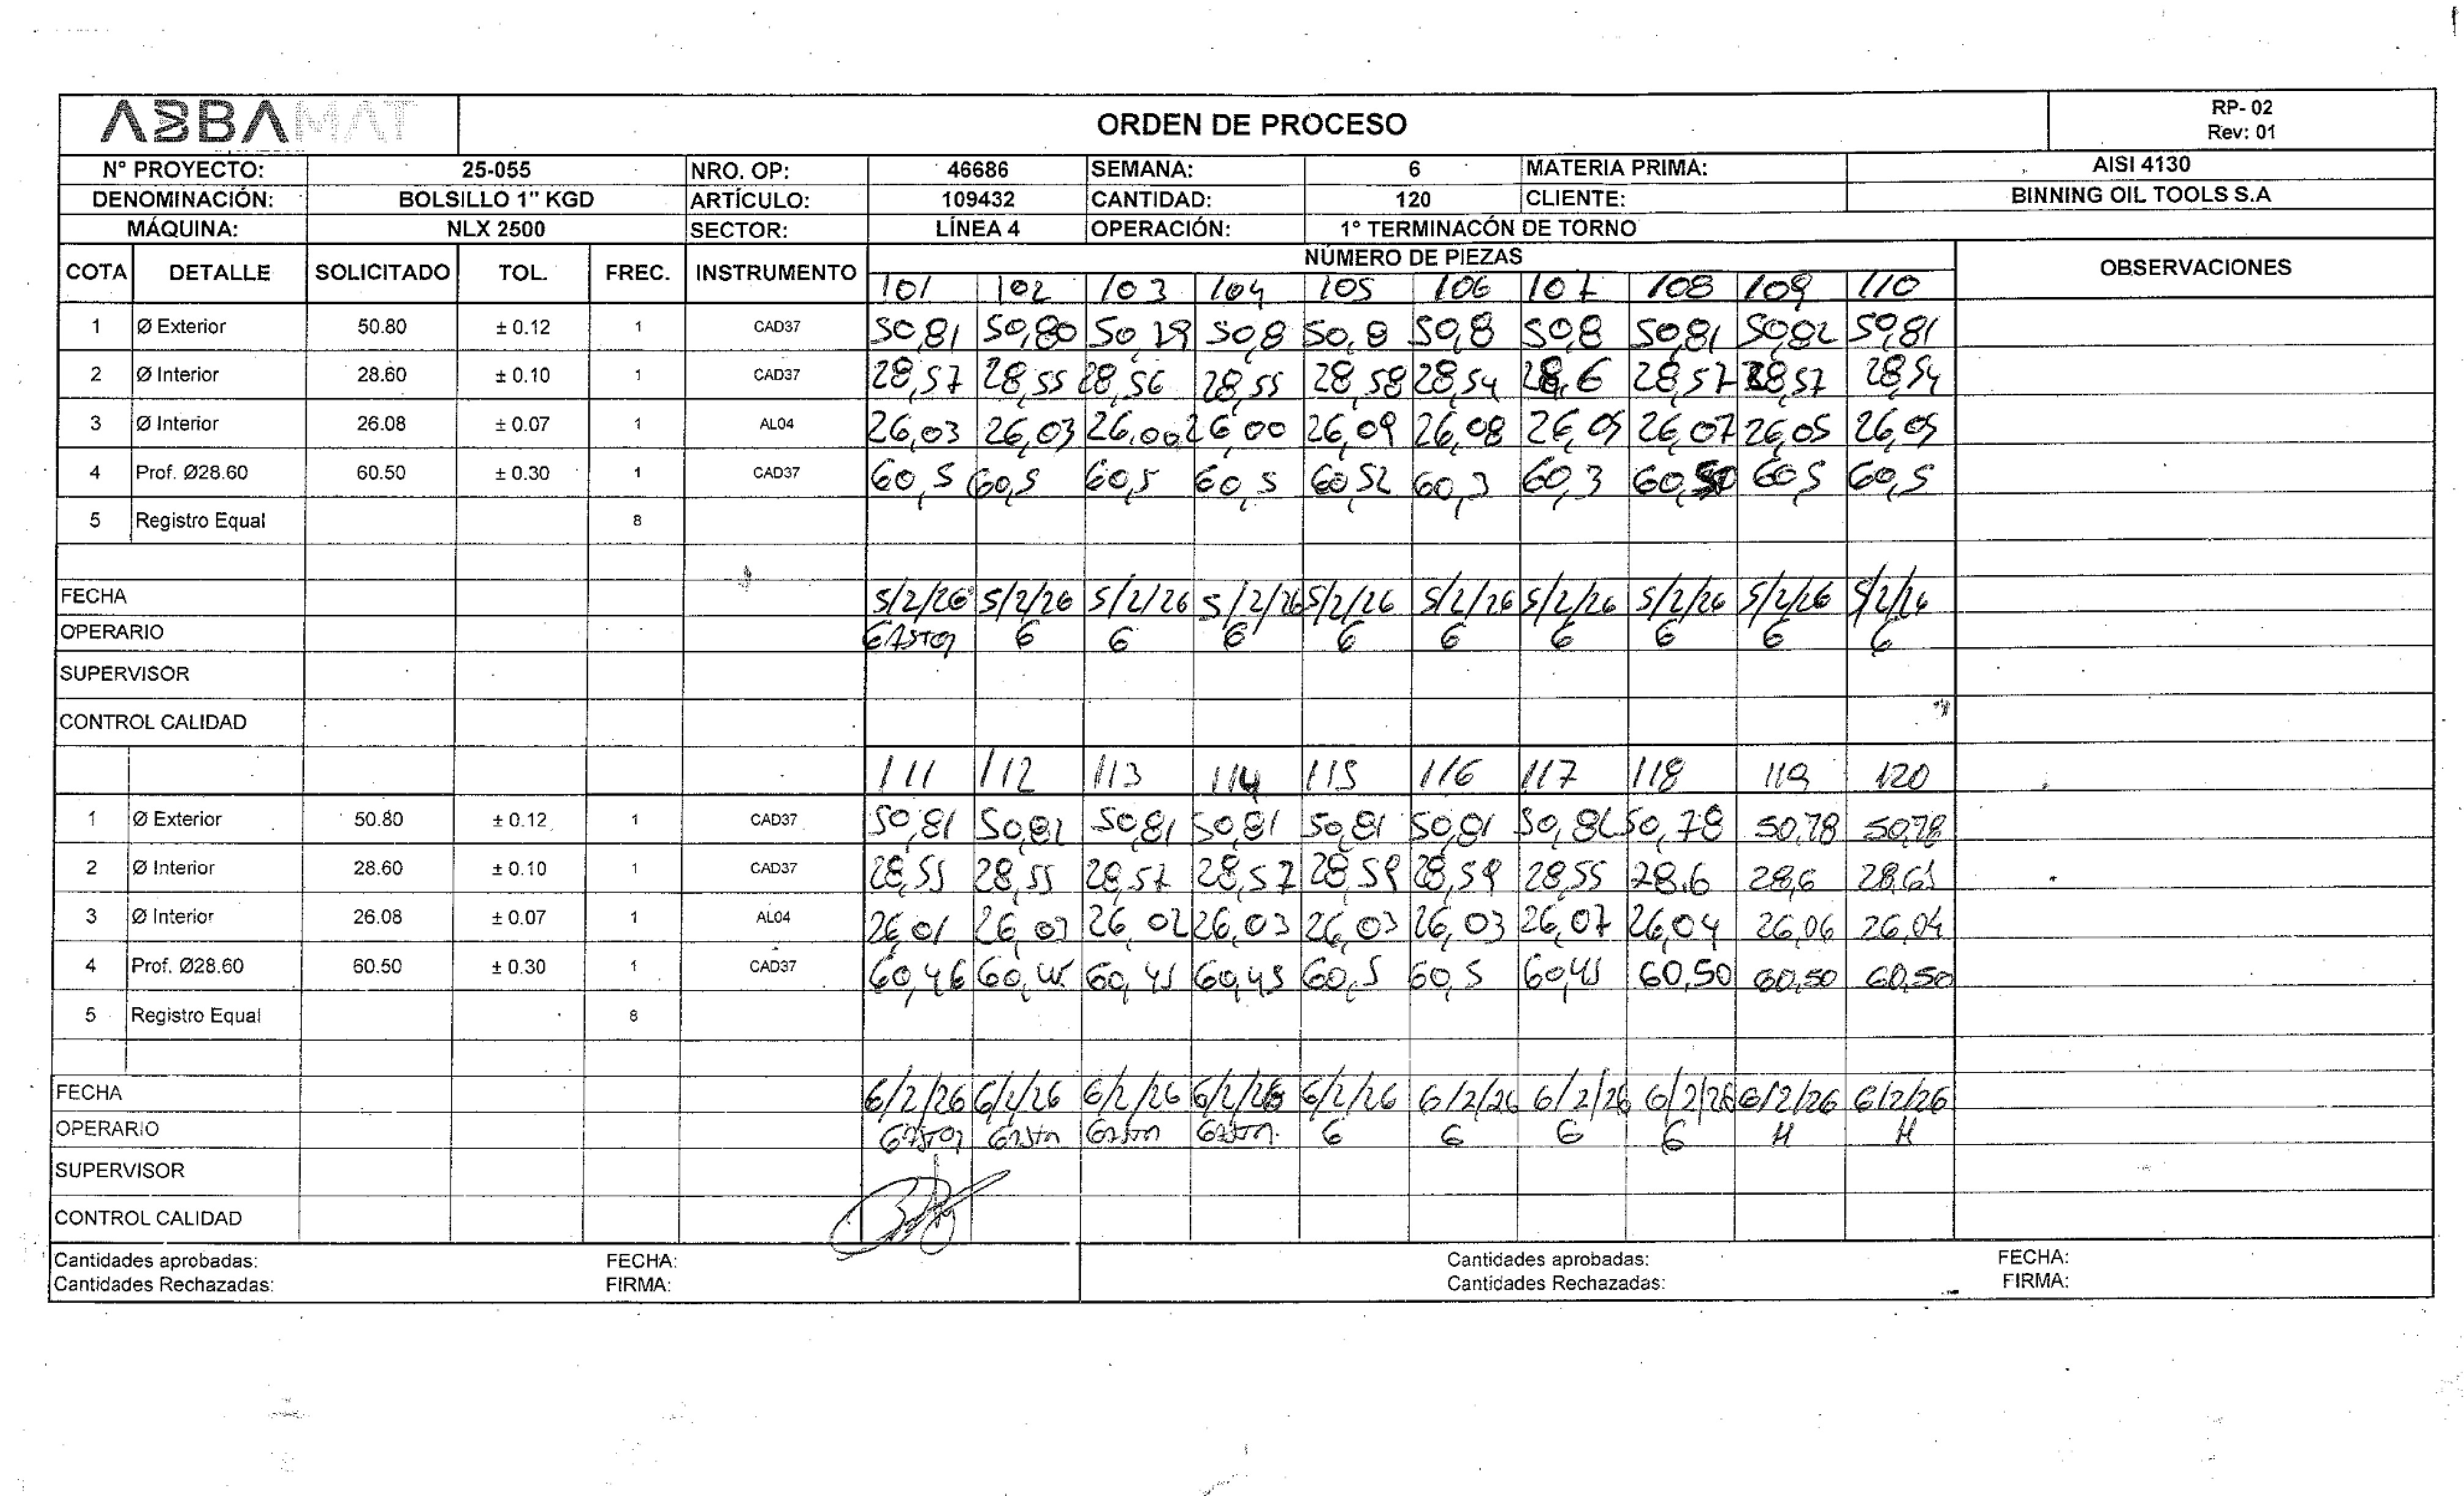 ABBAMAT
ORDEN DE PROCESO
RP- 02
Rev: 01
N° PROYECTO: 25-055 NRO. OP: 46686 SEMANA: 6 MATERIA PRIMA: AISI 4130
DENOMINACIÓN: BOLSILLO 1" KGD ARTÍCULO: 109432 CANTIDAD: 120 CLIENTE: BINNING OIL TOOLS S.A
MÁQUINA: NLX 2500 SECTOR: LÍNEA 4 OPERACIÓN: 1° TERMINACÓN DE TORNO
COTA DETALLE SOLICITADO TOL. FREC. INSTRUMENTO NÚMERO DE PIEZAS OBSERVACIONES
101 102 103 104 105 106 107 108 109 110
1 Ø Exterior 50.80 ± 0.12 1 CAD37 50,81 50,80 50,79 50,8 50,8 50,8 50,8 50,81 50,82 50,81
2 Ø Interior 28.60 ± 0.10 1 CAD37 28,57 28,55 28,56 28,55 28,58 28,54 28,6 28,57 28,57 28,54
3 Ø Interior 26.08 ± 0.07 1 AL04 26,03 26,03 26,00 26,00 26,09 26,08 26,05 26,07 26,05 26,05
4 Prof. Ø28.60 60.50 ± 0.30 1 CAD37 60,5 60,5 60,5 60,5 60,52 60,3 60,3 60,50 60,5 60,5
5 Registro Equal 8
FECHA 5/2/26 5/2/26 5/2/26 5/2/26 5/2/26 5/2/26 5/2/26 5/2/26 5/2/26 5/2/26
OPERARIO GASTON G G G G G G G G G
SUPERVISOR
CONTROL CALIDAD
111 112 113 114 115 116 117 118 119 120
1 Ø Exterior 50.80 ± 0.12 1 CAD37 50,81 50,82 50,81 50,81 50,81 50,81 50,82 50,78 50,78 50,78
2 Ø Interior 28.60 ± 0.10 1 CAD37 28,55 28,55 28,57 28,57 28,59 28,59 28,55 28.6 28,6 28,61
3 Ø Interior 26.08 ± 0.07 1 AL04 26,01 26,03 26,02 26,03 26,03 26,03 26,07 26,04 26,06 26,04
4 Prof. Ø28.60 60.50 ± 0.30 1 CAD37 60,46 60,45 60,45 60,45 60,5 60,5 60,45 60,50 60,50 60,50
5 Registro Equal 8
FECHA 6/2/26 6/2/26 6/2/26 6/2/26 6/2/26 6/2/26 6/2/26 6/2/26 6/2/26 6/2/26
OPERARIO GASTON Gastn Gastn Gastn. G G G G H H
SUPERVISOR
CONTROL CALIDAD
Cantidades aprobadas: FECHA: Cantidades aprobadas: FECHA:
Cantidades Rechazadas: FIRMA: Cantidades Rechazadas: FIRMA: